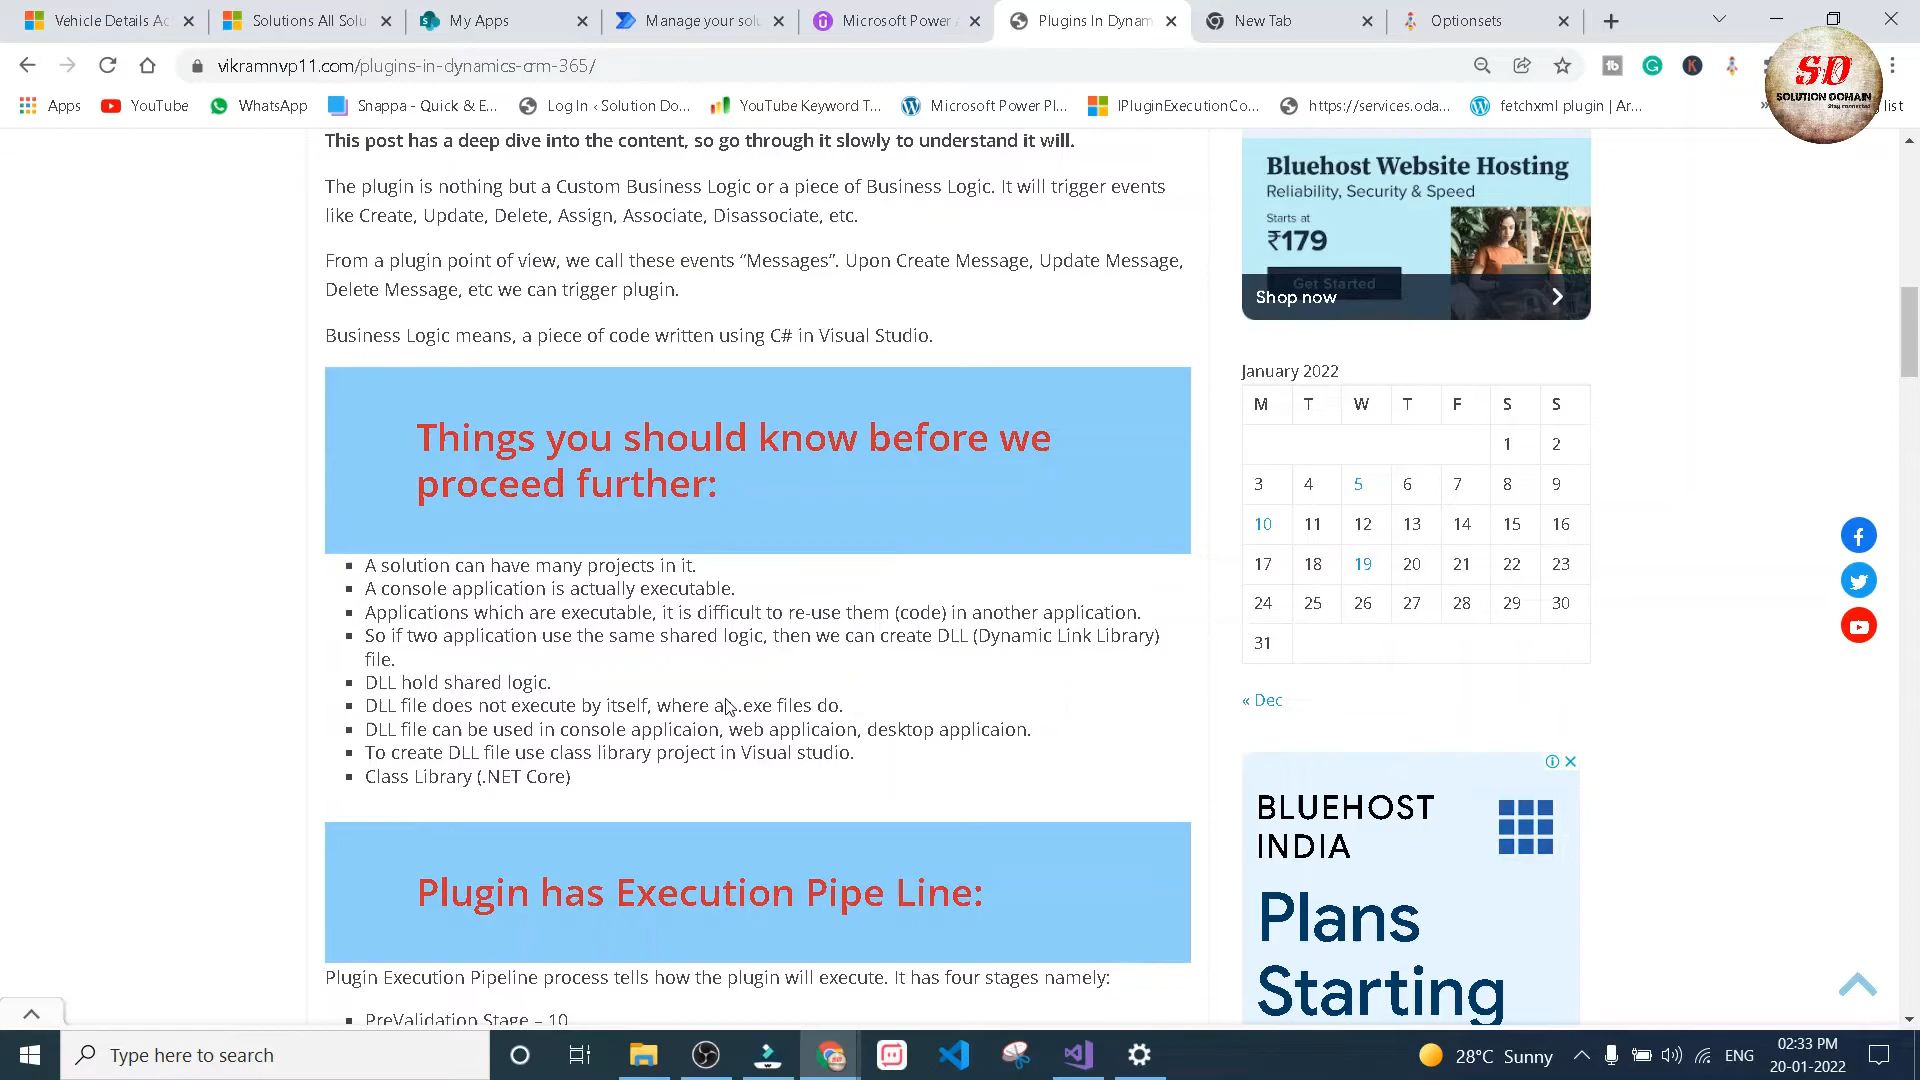 Vehicle Details Ac
Solutions All Solu
My Apps
Manage your solu
Microsoft Power A
Plugins In Dynam
New Tab
Optionsets
vikramnvp11.com/plugins-in-dynamics-crm-365/
Apps
YouTube
WhatsApp
Snappa - Quick & E...
Log In ‹ Solution Do...
YouTube Keyword T...
Microsoft Power Pl...
IPluginExecutionCo...
https://services.oda...
fetchxml plugin | Ar...
list
SD
SOLUTION DOMAIN
Stay connected
This post has a deep dive into the content, so go through it slowly to understand it will.
The plugin is nothing but a Custom Business Logic or a piece of Business Logic. It will trigger events
like Create, Update, Delete, Assign, Associate, Disassociate, etc.
From a plugin point of view, we call these events “Messages”. Upon Create Message, Update Message,
Delete Message, etc we can trigger plugin.
Business Logic means, a piece of code written using C# in Visual Studio.
Things you should know before we
proceed further:
A solution can have many projects in it.
A console application is actually executable.
Applications which are executable, it is difficult to re-use them (code) in another application.
So if two application use the same shared logic, then we can create DLL (Dynamic Link Library)
file.
DLL hold shared logic.
DLL file does not execute by itself, where as .exe files do.
DLL file can be used in console applicaion, web applicaion, desktop applicaion.
To create DLL file use class library project in Visual studio.
Class Library (.NET Core)
Plugin has Execution Pipe Line:
Plugin Execution Pipeline process tells how the plugin will execute. It has four stages namely:
PreValidation Stage – 10
Bluehost Website Hosting
Reliability, Security & Speed
Starts at
₹179
Get Started
Shop now
January 2022
M T W T F S S
1 2
3 4 5 6 7 8 9
10 11 12 13 14 15 16
17 18 19 20 21 22 23
24 25 26 27 28 29 30
31
« Dec
BLUEHOST
INDIA
Plans
Starting
Type here to search
28°C Sunny
ENG
02:33 PM
20-01-2022